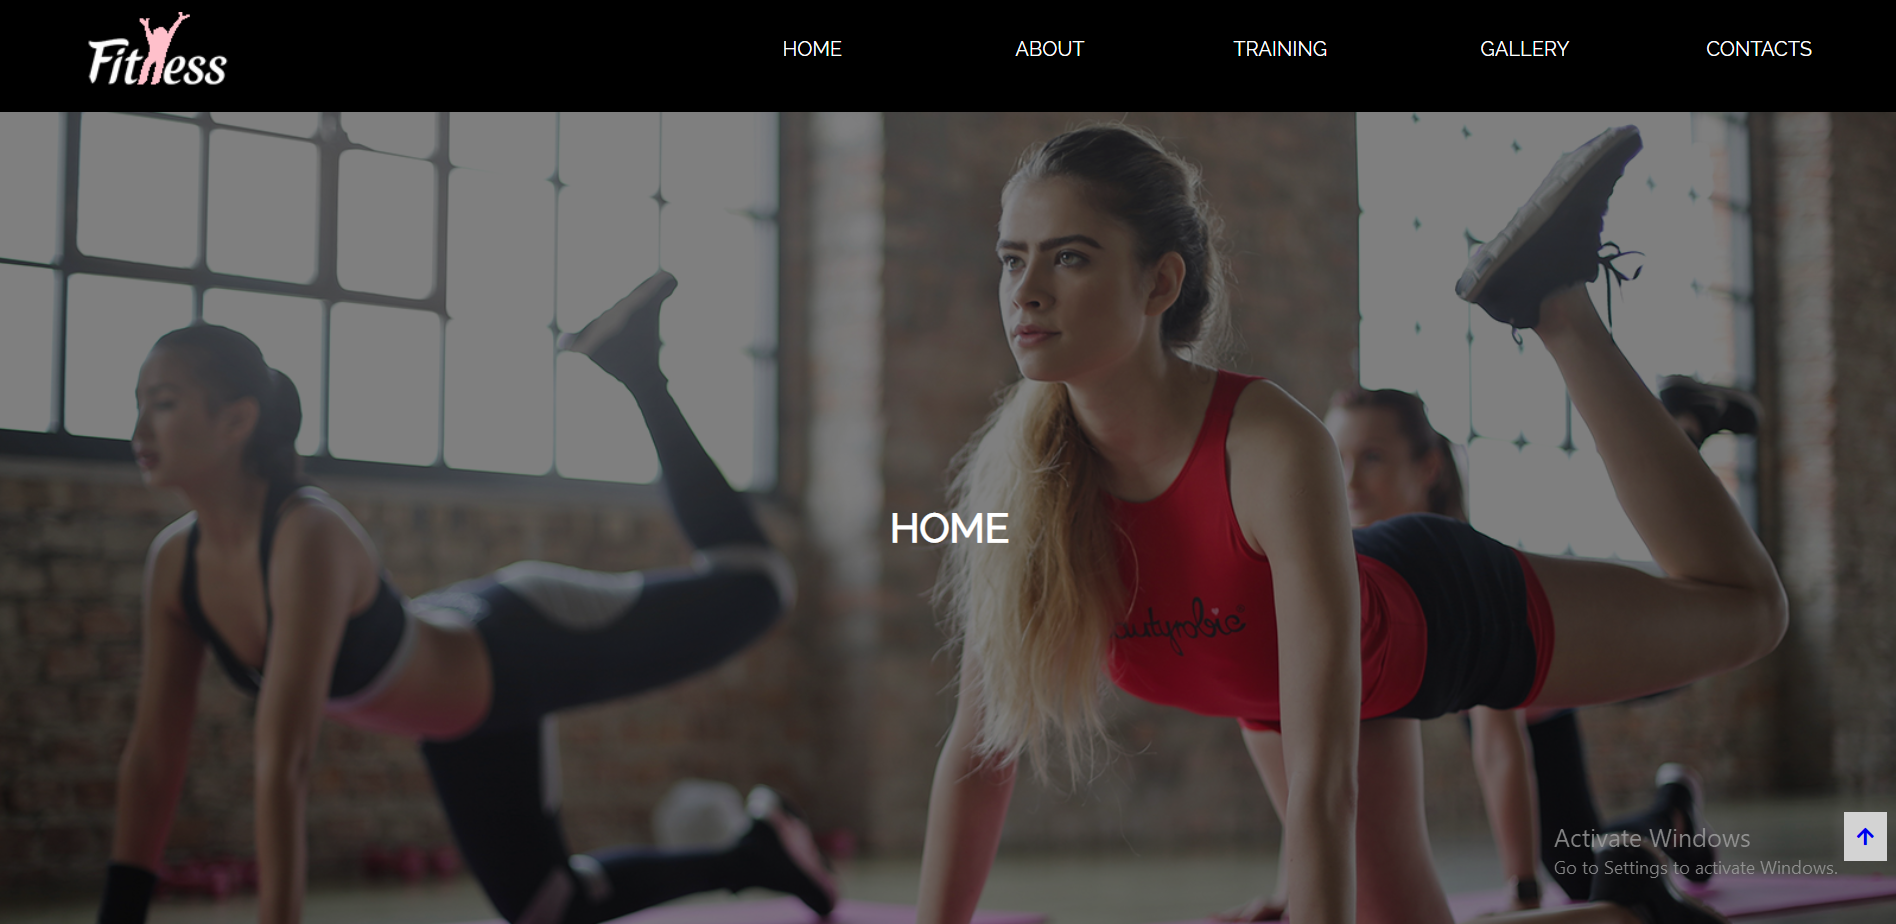 Fitness
HOME
ABOUT
TRAINING
GALLERY
CONTACTS
HOME
Activate Windows
Go to Settings to activate Windows.